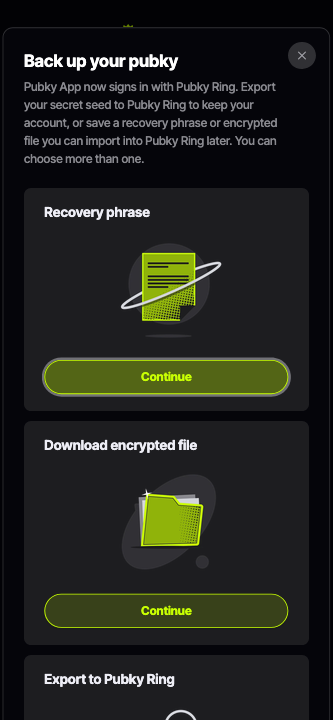 Back up your pubky
Pubky App now signs in with Pubky Ring. Export
your secret seed to Pubky Ring to keep your
account, or save a recovery phrase or encrypted
file you can import into Pubky Ring later. You can
choose more than one.
Recovery phrase
Continue
Download encrypted file
Continue
Export to Pubky Ring